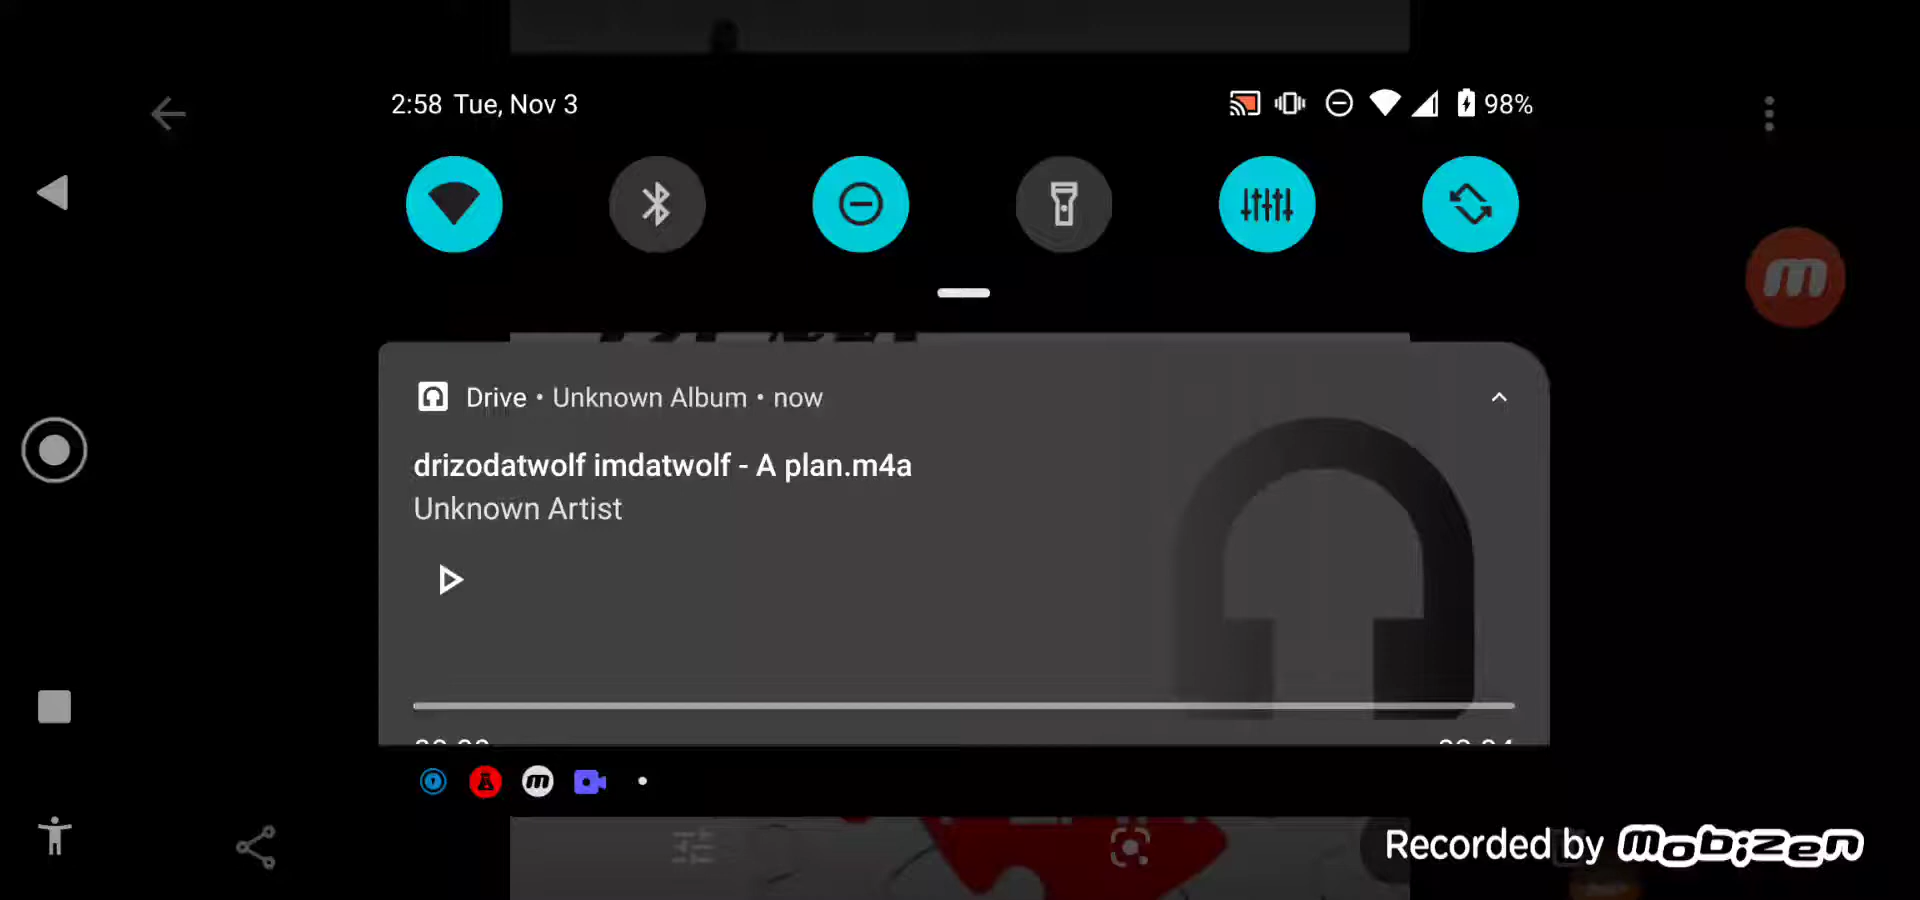 2:58 Tue, Nov 3
98%
Drive • Unknown Album • now
drizodatwolf imdatwolf - A plan.m4a
Unknown Artist
Recorded by mobizen